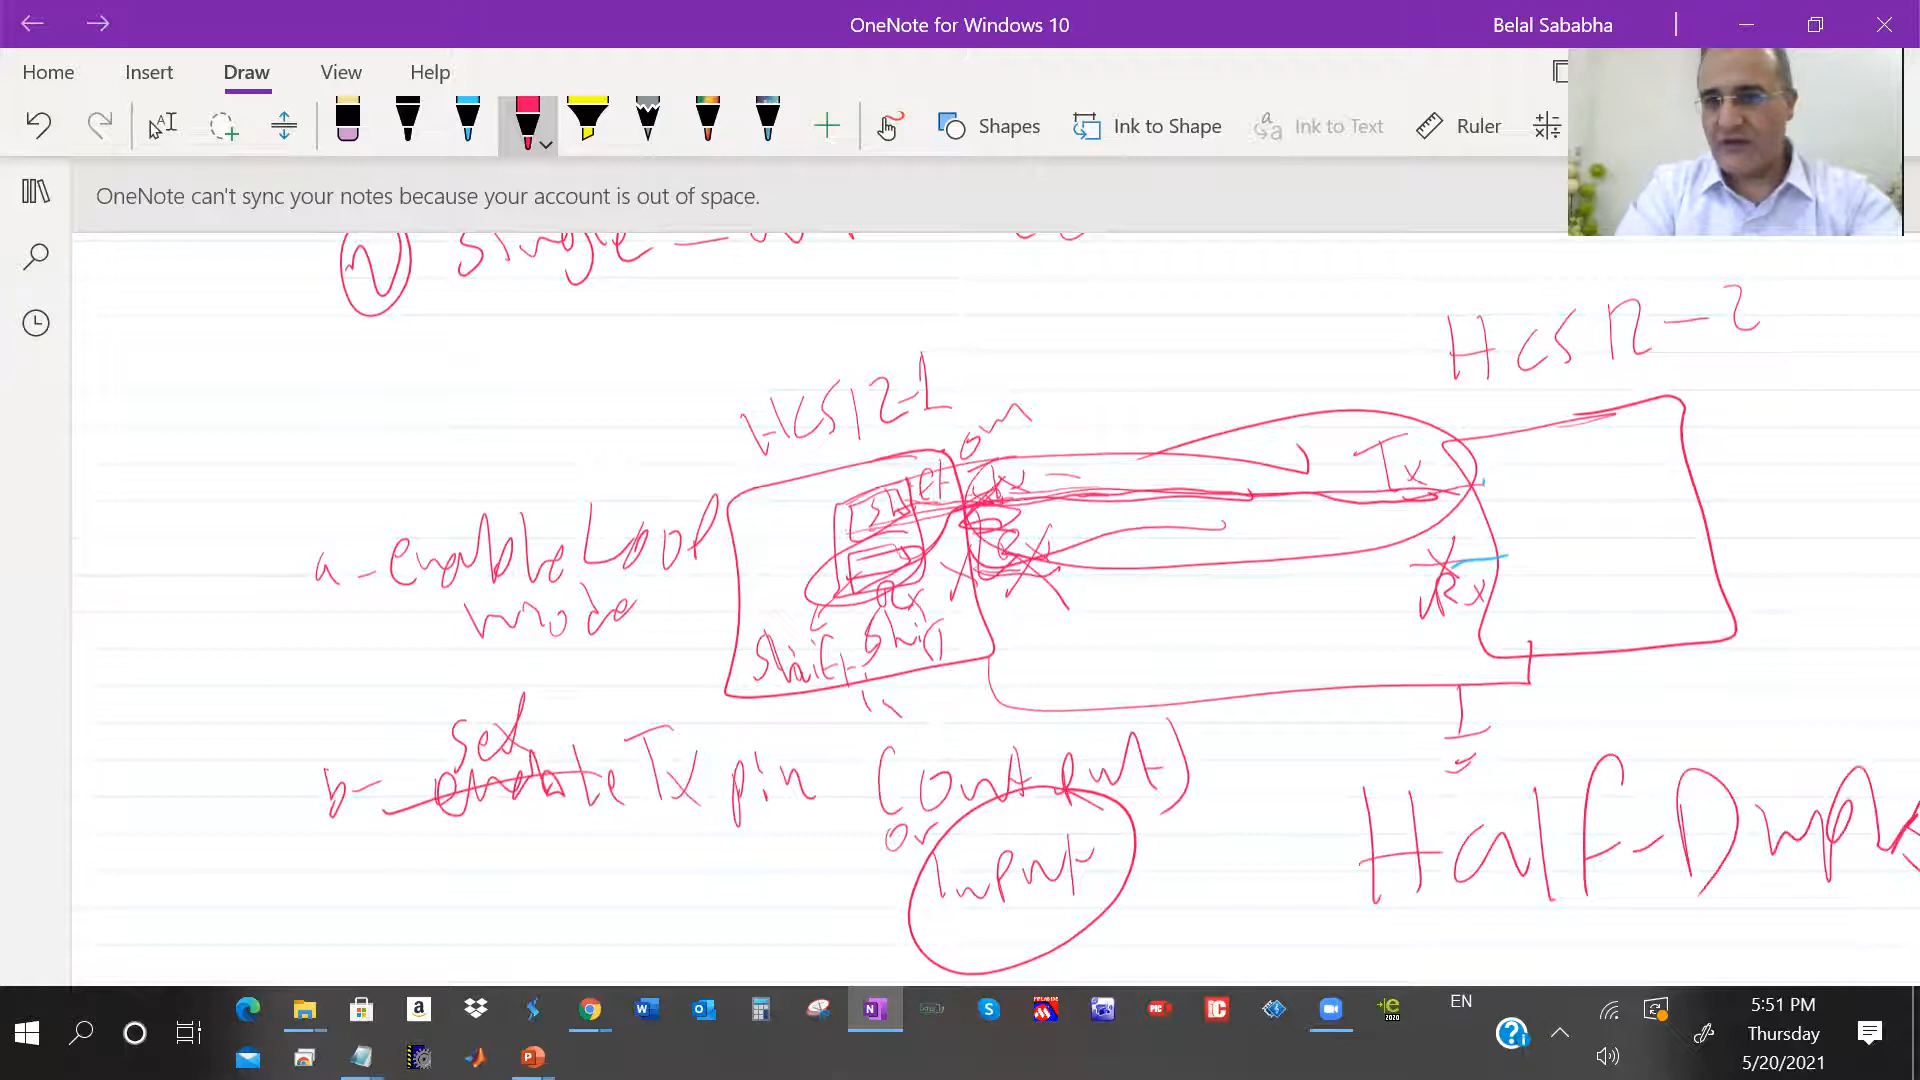 OneNote for Windows 10
Belal Sababha
Home
Insert
Draw
View
Help
Shapes
Ink to Shape
Ink to Text
Ruler
OneNote can't sync your notes because your account is out of space.
Single-
HCS12-2
HCS12-1
Tx
Rx
a- enable Loop
mode
Shift
b- set Tx pin (output)
or
Input
Half-Duplex
EN
5:51 PM
Thursday
5/20/2021